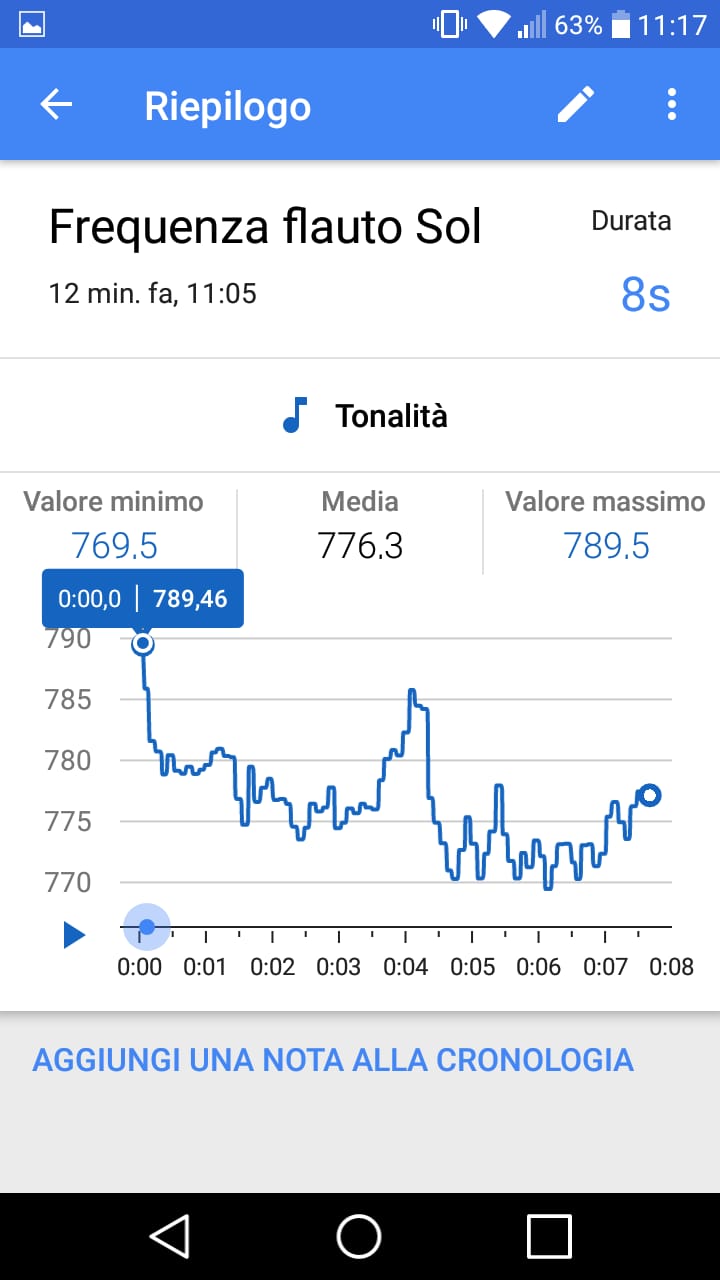 63% 11:17
Riepilogo
Frequenza flauto Sol
Durata
12 min. fa, 11:05
8s
Tonalità
Valore minimo Media Valore massimo
769.5 776.3 789.5
0:00,0 | 789,46
790
785
780
775
770
0:00 0:01 0:02 0:03 0:04 0:05 0:06 0:07 0:08
AGGIUNGI UNA NOTA ALLA CRONOLOGIA